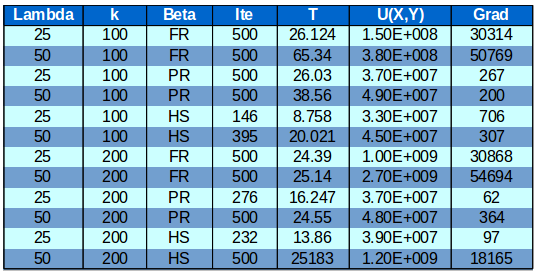 Lambda k Beta Ite T U(X,Y) Grad
25 100 FR 500 26.124 1.50E+008 30314
50 100 FR 500 65.34 3.80E+008 50769
25 100 PR 500 26.03 3.70E+007 267
50 100 PR 500 38.56 4.90E+007 200
25 100 HS 146 8.758 3.30E+007 706
50 100 HS 395 20.021 4.50E+007 307
25 200 FR 500 24.39 1.00E+009 30868
50 200 FR 500 25.14 2.70E+009 54694
25 200 PR 276 16.247 3.70E+007 62
50 200 PR 500 24.55 4.80E+007 364
25 200 HS 232 13.86 3.90E+007 97
50 200 HS 500 25183 1.20E+009 18165